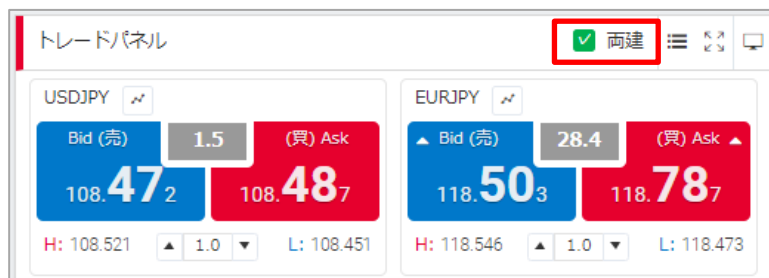 トレードパネル 両建
USDJPY EURJPY
Bid (売) 1.5 (買) Ask Bid (売) 28.4 (買) Ask
108.472 108.487 118.503 118.787
H: 108.521 1.0 L: 108.451 H: 118.546 1.0 L: 118.473